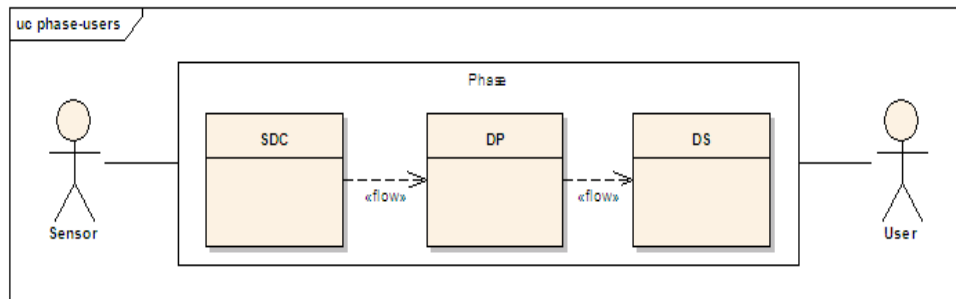 uc phase-users
Phase
SDC
DP
DS
«flow»
«flow»
Sensor
User